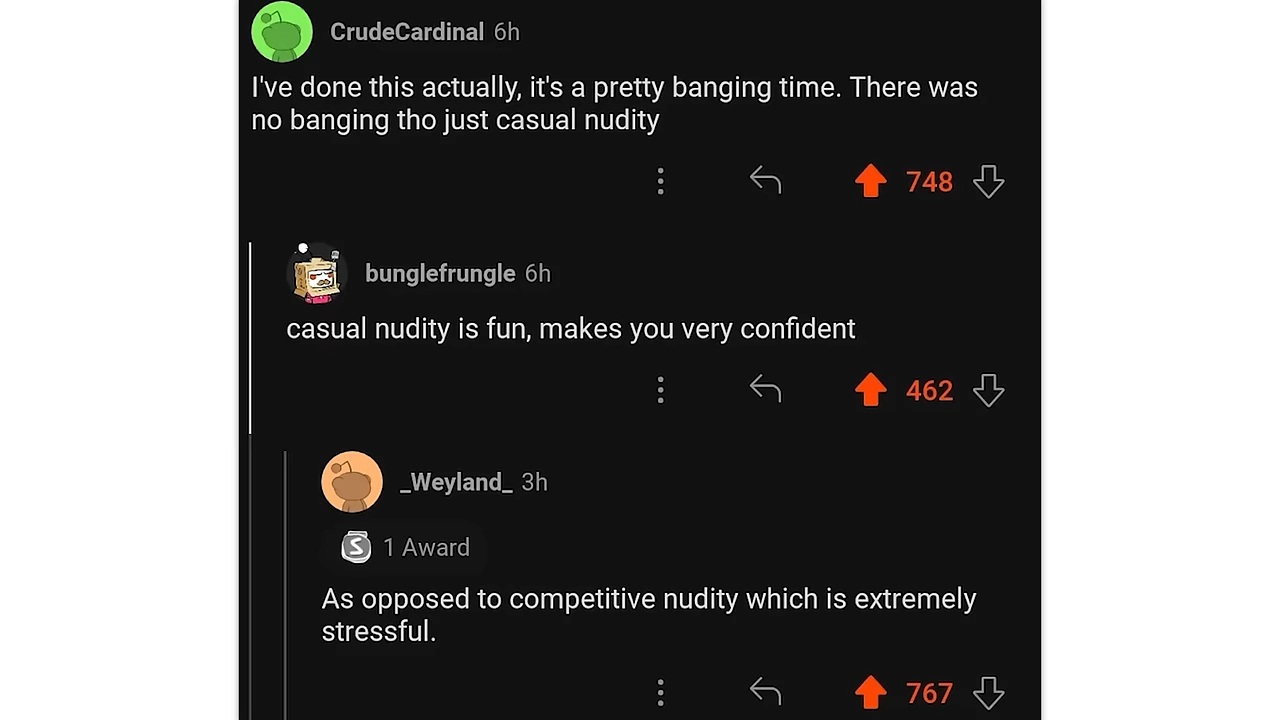 CrudeCardinal 6h
I've done this actually, it's a pretty banging time. There was
no banging tho just casual nudity
748
bunglefrungle 6h
casual nudity is fun, makes you very confident
462
_Weyland_ 3h
S 1 Award
As opposed to competitive nudity which is extremely
stressful.
767